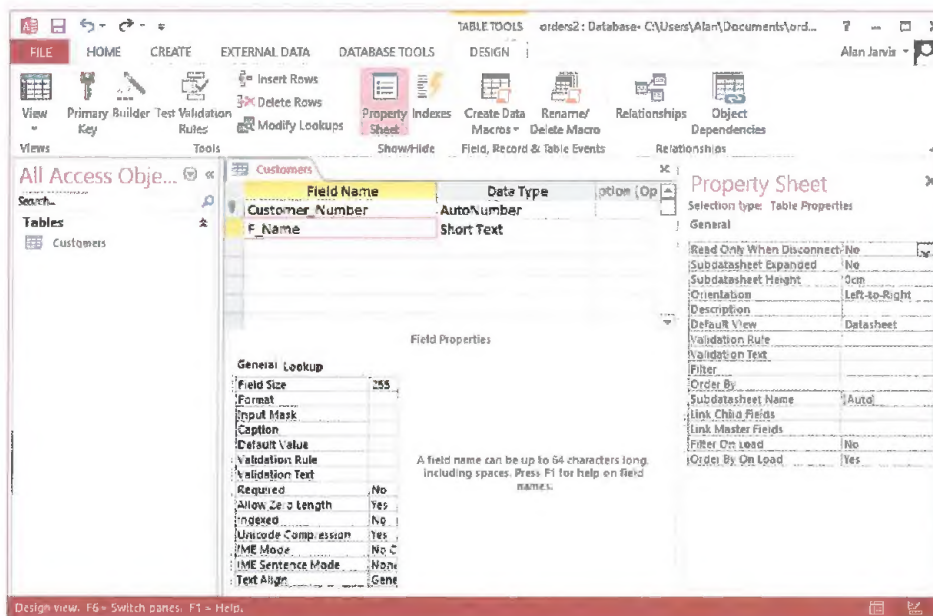 TABLE TOOLS orders2 : Database- C:\Users\Alan\Documents\ord... ?
FILE HOME CREATE EXTERNAL DATA DATABASE TOOLS DESIGN Alan Jarvis
View
Primary Key
Builder
Test Validation Rules
Insert Rows
Delete Rows
Modify Lookups
Property Sheet
Indexes
Create Data Macros
Rename/ Delete Macro
Relationships
Object Dependencies
Views Tools Show/Hide Field, Record & Table Events Relationships
All Access Obje... «
Search...
Tables
Customers
Customers
Field Name Data Type ption (Op
Customer_Number AutoNumber
F_Name Short Text
Field Properties
General Lookup
Field Size 255
Format
Input Mask
Caption
Default Value
Validation Rule
Validation Text
Required No
Allow Zero Length Yes
Indexed No
Unicode Compression Yes
IME Mode No C
IME Sentence Mode None
Text Align Gene
A field name can be up to 64 characters long,
including spaces. Press F1 for help on field
names.
Property Sheet
Selection type: Table Properties
General
Read Only When Disconnect No
Subdatasheet Expanded No
Subdatasheet Height 0cm
Orientation Left-to-Right
Description
Default View Datasheet
Validation Rule
Validation Text
Filter
Order By
Subdatasheet Name [Auto]
Link Child Fields
Link Master Fields
Filter On Load No
Order By On Load Yes
Design view. F6 = Switch panes. F1 = Help.